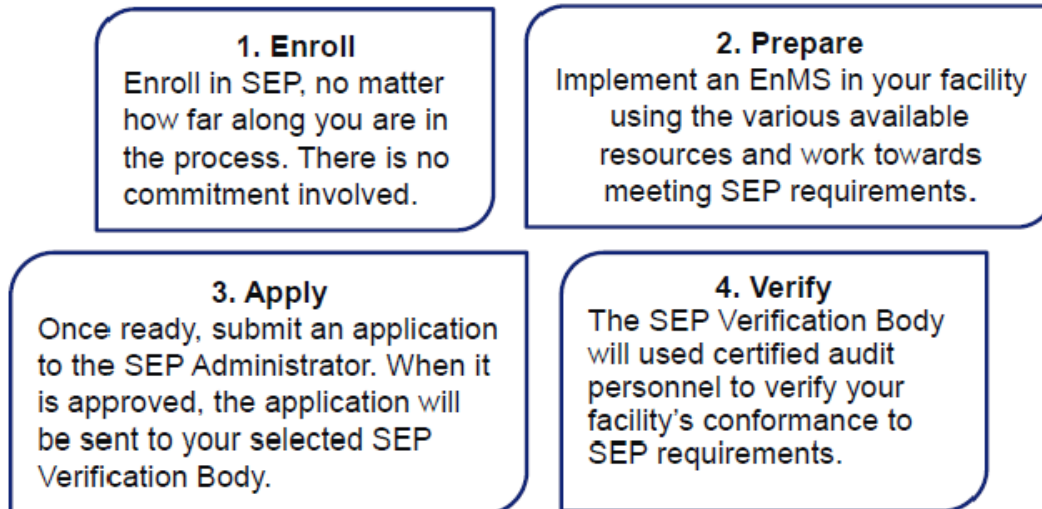 1. Enroll
Enroll in SEP, no matter
how far along you are in
the process. There is no
commitment involved.
2. Prepare
Implement an EnMS in your facility
using the various available
resources and work towards
meeting SEP requirements.
3. Apply
Once ready, submit an application
to the SEP Administrator. When it
is approved, the application will
be sent to your selected SEP
Verification Body.
4. Verify
The SEP Verification Body
will used certified audit
personnel to verify your
facility’s conformance to
SEP requirements.